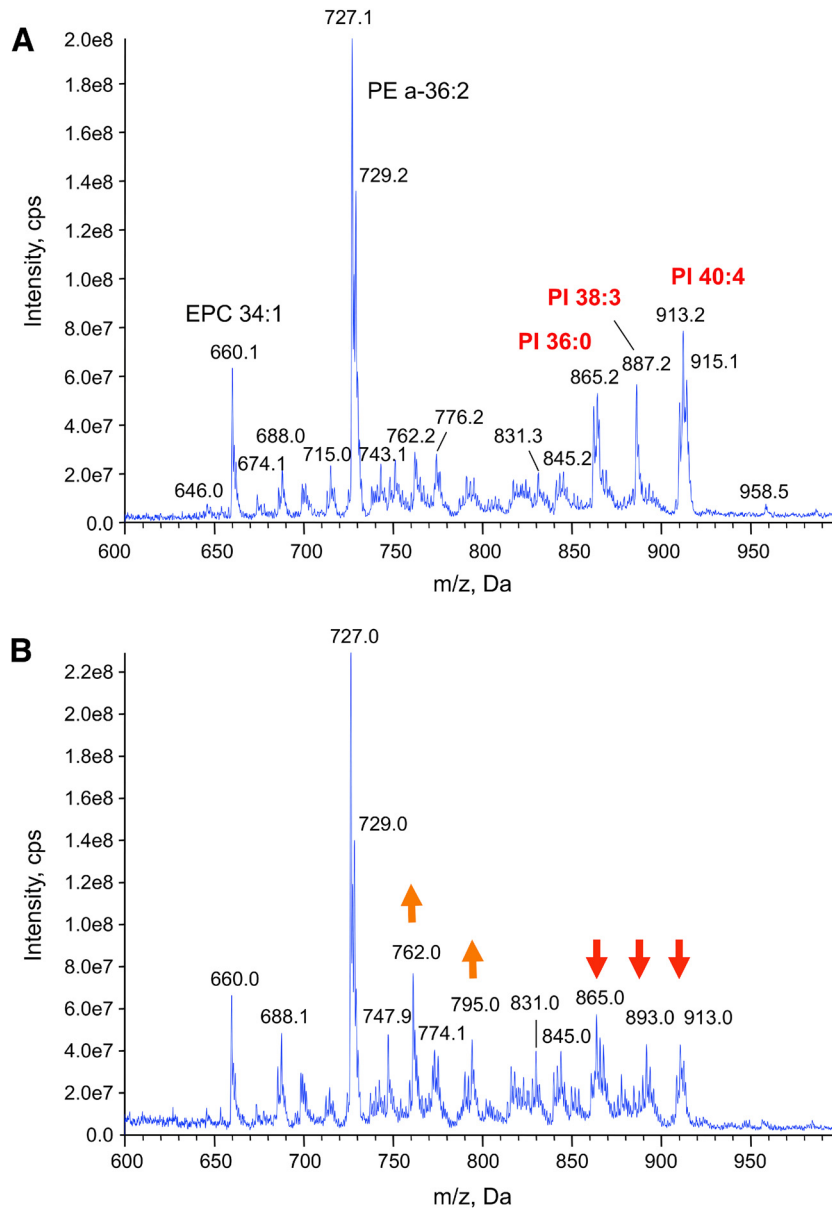 A
727.1
2.0e8
PE a-36:2
1.8e8
1.6e8
729.2
1.4e8
1.2e8
Intensity, cps
1.0e8
PI 40:4
PI 38:3
EPC 34:1
913.2
8.0e7
PI 36:0
660.1
887.2
915.1
865.2
6.0e7
776.2
688.0
762.2
831.3
4.0e7
674.1
715.0
743.1
845.2
2.0e7
646.0
958.5
0.0
600 650 700 750 800 850 900 950
m/z, Da
B
727.0
2.2e8
2.0e8
1.8e8
1.6e8
729.0
1.4e8
1.2e8
Intensity, cps
1.0e8
762.0
8.0e7
660.0
795.0
831.0
865.0
6.0e7
688.1
747.9
893.0
913.0
774.1
845.0
4.0e7
2.0e7
0.0
600 650 700 750 800 850 900 950
m/z, Da